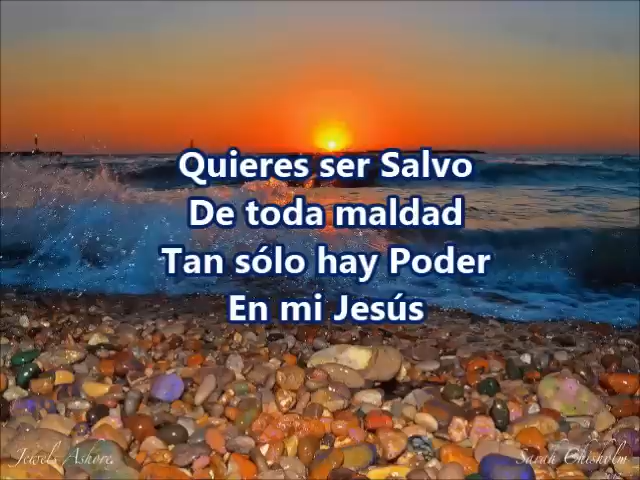 Quieres ser Salvo
De toda maldad
Tan sólo hay Poder
En mi Jesús
Jewels Ashore
Sarah Chisholm